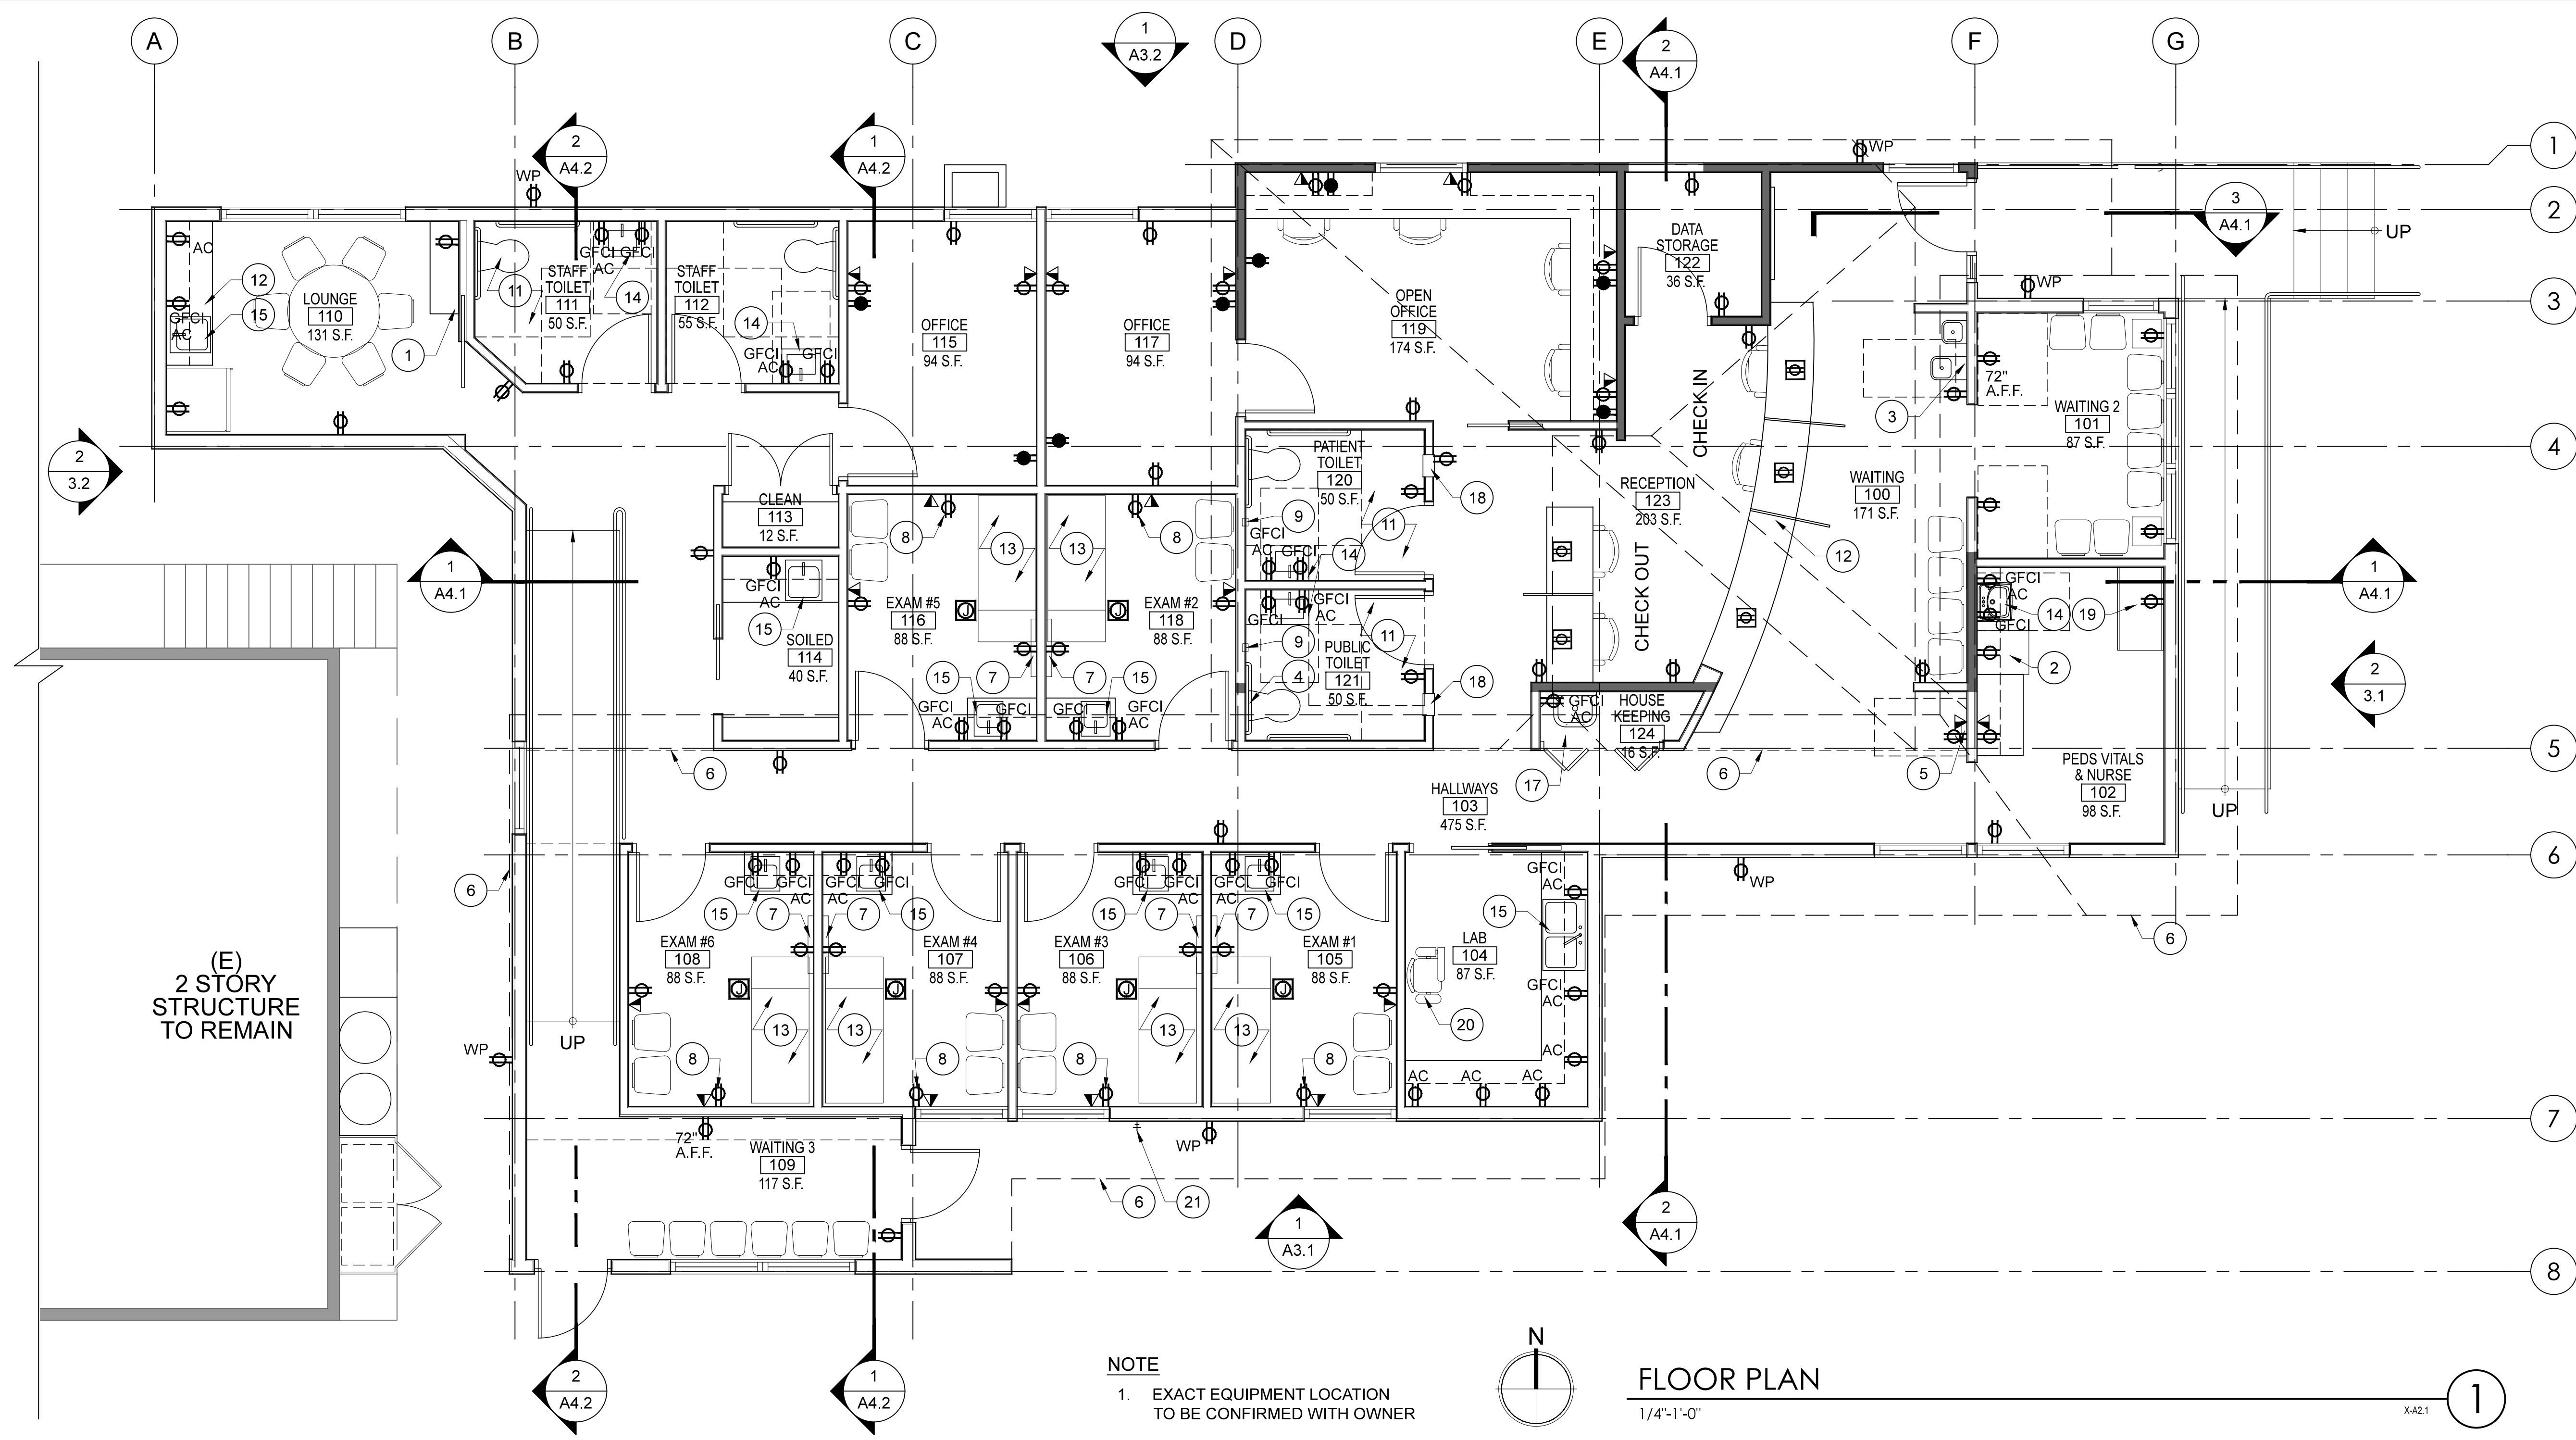 A
B
C
1
A3.2
D
E
2
A4.1
F
G
1
2
A4.2
1
A4.2
WP
WP
2
3
A4.1
UP
AC
12
LOUNGE
110
131 S.F.
GFCI
15
AC
1
11
GFCI GFCI
AC
STAFF
TOILET
111
50 S.F.
14
STAFF
TOILET
112
55 S.F.
14
GFCI GFCI
AC
OFFICE
115
94 S.F.
OFFICE
117
94 S.F.
OPEN
OFFICE
119
174 S.F.
DATA
STORAGE
122
36 S.F.
CHECK IN
WP
3
3
72"
A.F.F.
WAITING 2
101
87 S.F.
4
2
3.2
CLEAN
113
12 S.F.
PATIENT
TOILET
120
50 S.F.
18
RECEPTION
123
203 S.F.
WAITING
100
171 S.F.
12
8
13
13
8
9
11
GFCI
AC
GFCI
14
CHECK OUT
1
A4.1
1
A4.1
GFCI
AC
15
SOILED
114
40 S.F.
EXAM #5
116
88 S.F.
J
J
EXAM #2
118
88 S.F.
GFCI
GFCI
AC
9
11
PUBLIC
TOILET
121
50 S.F.
4
18
GFCI
AC
14
19
GFCI
2
2
3.1
15
7
7
15
GFCI
AC
GFCI
GFCI
GFCI
AC
GFCI
AC
HOUSE
KEEPING
124
16 S.F.
6
17
6
5
5
HALLWAYS
103
475 S.F.
PEDS VITALS
& NURSE
102
98 S.F.
UP
6
6
GFCI
GFCI
AC
GFCI
AC
GFCI
GFCI
GFCI
AC
GFCI
AC
GFCI
GFCI
AC
WP
15
7
7
15
15
7
7
15
15
6
(E)
2 STORY
STRUCTURE
TO REMAIN
EXAM #6
108
88 S.F.
EXAM #4
107
88 S.F.
EXAM #3
106
88 S.F.
EXAM #1
105
88 S.F.
LAB
104
87 S.F.
J
J
J
J
GFCI
AC
13
13
13
13
20
WP
UP
8
8
8
8
AC
AC
AC
AC
7
72"
A.F.F.
WAITING 3
109
117 S.F.
WP
6
21
1
A3.1
2
A4.1
8
2
A4.2
1
A4.2
NOTE
1. EXACT EQUIPMENT LOCATION
TO BE CONFIRMED WITH OWNER
N
FLOOR PLAN
1/4"-1'-0"
X-A2.1
1